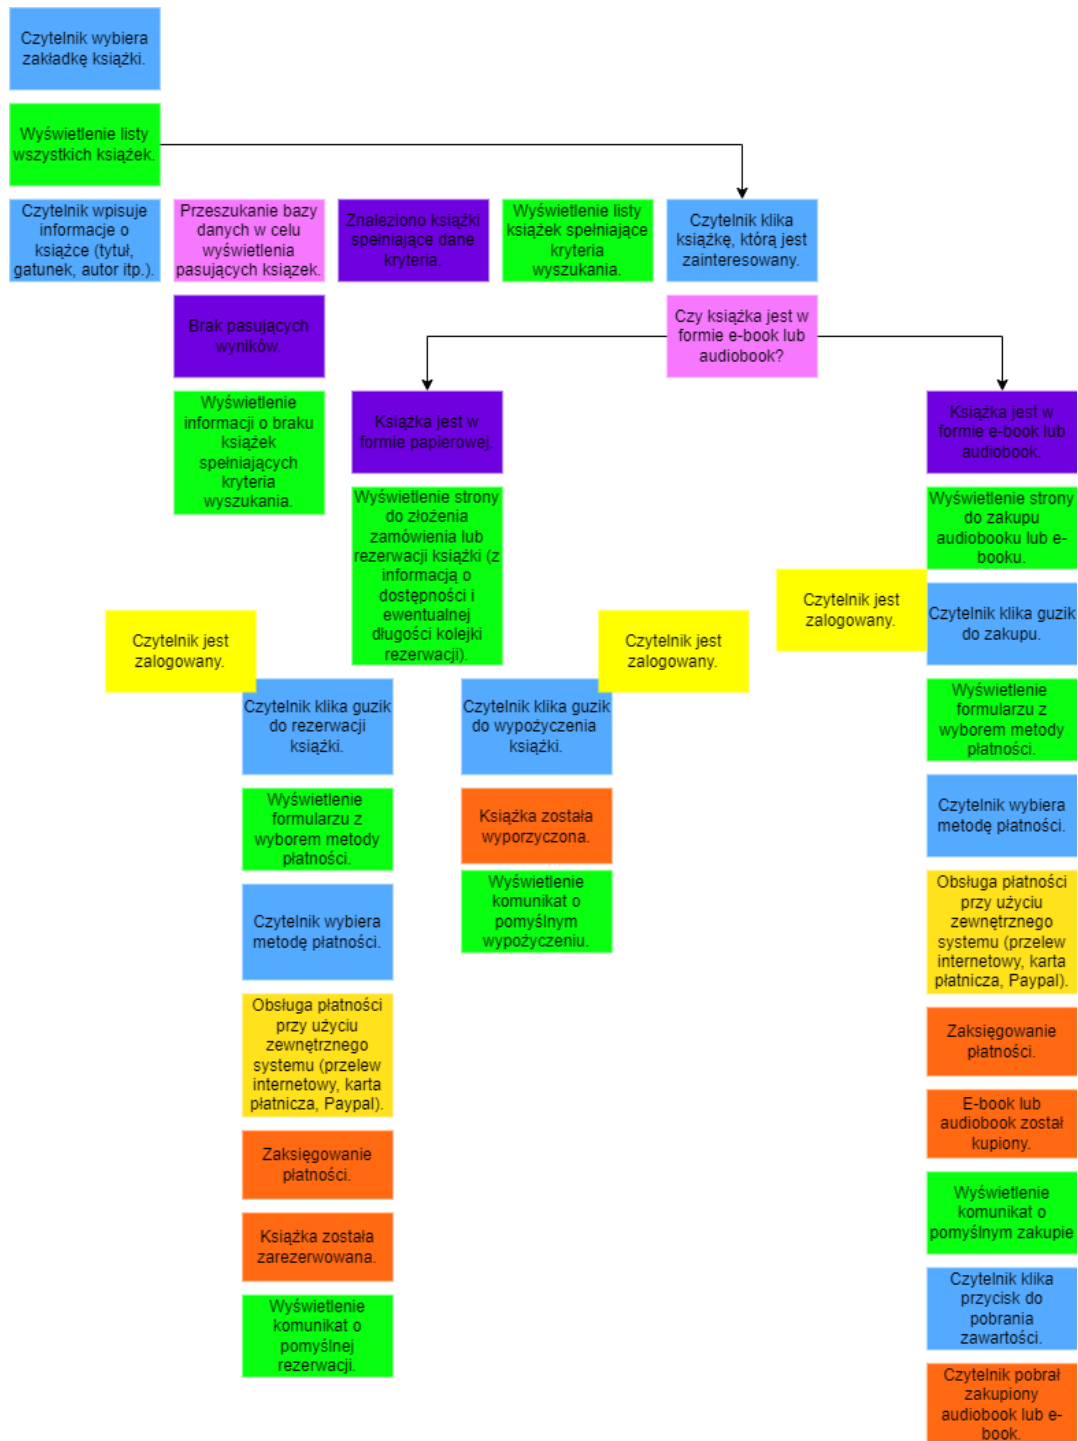 Czytelnik wybiera
zakładkę książki.
Wyświetlenie listy
wszystkich książek.
Czytelnik wpisuje
informacje o
książce (tytuł,
gatunek, autor itp.).
Przeszukanie bazy
danych w celu
wyświetlenia
pasujących ksiązek.
Znaleziono książki
spełniające dane
kryteria.
Wyświetlenie listy
książek spełniające
kryteria
wyszukania.
Czytelnik klika
książkę, którą jest
zainteresowany.
Brak pasujących
wyników.
Czy książka jest w
formie e-book lub
audiobook?
Wyświetlenie
informacji o braku
książek
spełniających
kryteria
wyszukania.
Książka jest w
formie papierowej.
Książka jest w
formie e-book lub
audiobook.
Wyświetlenie strony
do złożenia
zamówienia lub
rezerwacji książki (z
informacją o
dostępności i
ewentualnej
długości kolejki
rezerwacji).
Wyświetlenie strony
do zakupu
audiobooku lub e-
booku.
Czytelnik jest
zalogowany.
Czytelnik jest
zalogowany.
Czytelnik jest
zalogowany.
Czytelnik klika guzik
do zakupu.
Czytelnik klika guzik
do rezerwacji
książki.
Czytelnik klika guzik
do wypożyczenia
książki.
Wyświetlenie
formularzu z
wyborem metody
płatności.
Wyświetlenie
formularzu z
wyborem metody
płatności.
Książka została
wyporzyczona.
Czytelnik wybiera
metodę płatności.
Czytelnik wybiera
metodę płatności.
Wyświetlenie
komunikat o
pomyślnym
wypożyczeniu.
Obsługa płatności
przy użyciu
zewnętrznego
systemu (przelew
internetowy, karta
płatnicza, Paypal).
Obsługa płatności
przy użyciu
zewnętrznego
systemu (przelew
internetowy, karta
płatnicza, Paypal).
Zaksięgowanie
płatności.
Zaksięgowanie
płatności.
E-book lub
audiobook został
kupiony.
Książka została
zarezerwowana.
Wyświetlenie
komunikat o
pomyślnym zakupie
Wyświetlenie
komunikat o
pomyślnej
rezerwacji.
Czytelnik klika
przycisk do
pobrania
zawartości.
Czytelnik pobrał
zakupiony
audiobook lub e-
book.